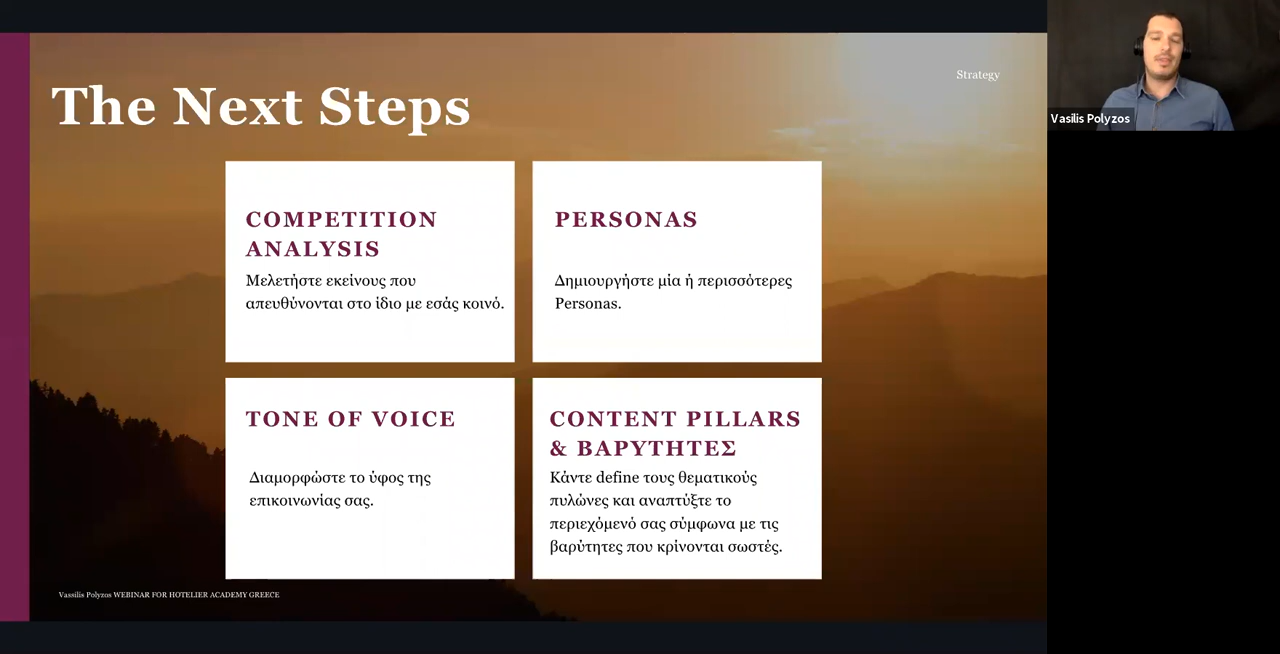 Strategy
The Next Steps
COMPETITION
ANALYSIS
Μελετήστε εκείνους που
απευθύνονται στο ίδιο με εσάς κοινό.
PERSONAS
Δημιουργήστε μία ή περισσότερες
Personas.
TONE OF VOICE
Διαμορφώστε το ύφος της
επικοινωνίας σας.
CONTENT PILLARS
& ΒΑΡΥΤΗΤΕΣ
Κάντε define τους θεματικούς
πυλώνες και αναπτύξτε το
περιεχόμενό σας σύμφωνα με τις
βαρύτητες που κρίνονται σωστές.
Vassilis Polyzos WEBINAR FOR HOTELIER ACADEMY GREECE
Vasilis Polyzos